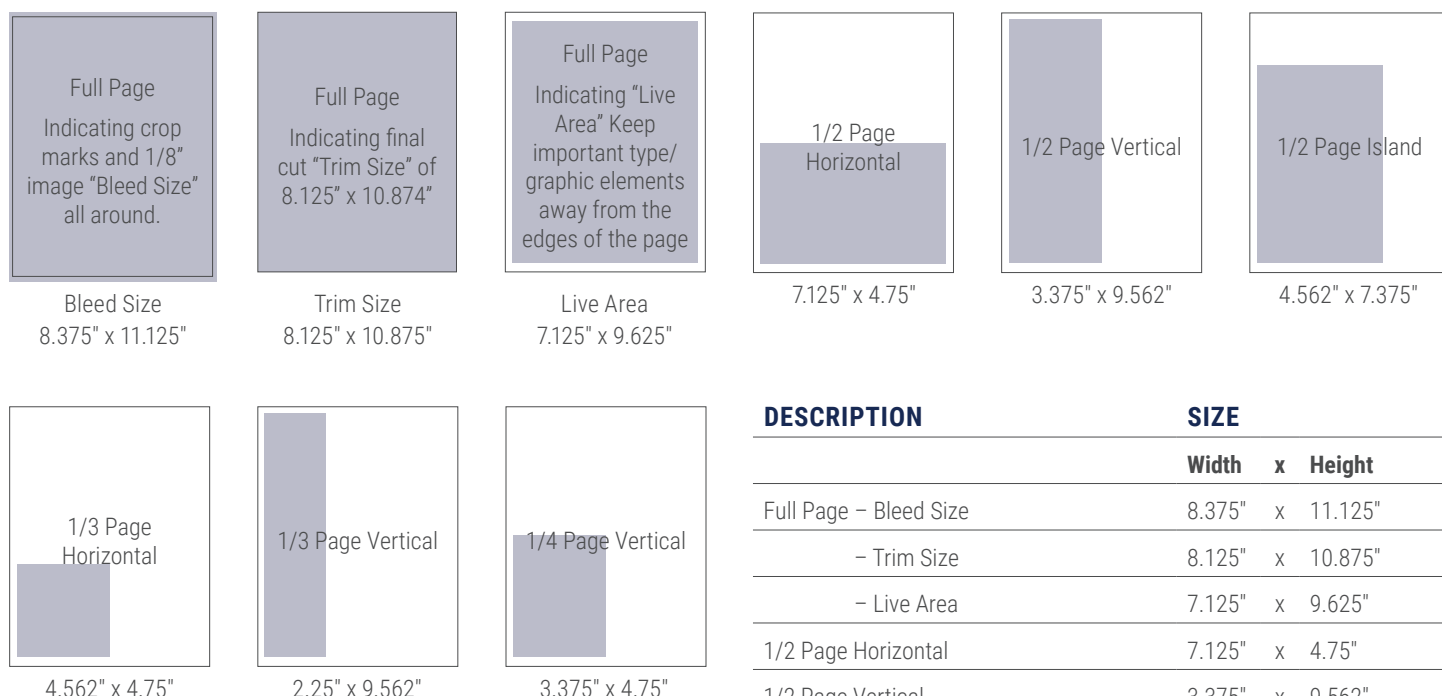 Full Page
Indicating crop
marks and 1/8”
image “Bleed Size”
all around.
Bleed Size
8.375" x 11.125"
Full Page
Indicating final
cut “Trim Size” of
8.125” x 10.874”
Trim Size
8.125" x 10.875"
Full Page
Indicating “Live
Area” Keep
important type/
graphic elements
away from the
edges of the page
Live Area
7.125" x 9.625"
1/2 Page
Horizontal
7.125" x 4.75"
1/2 Page Vertical
3.375" x 9.562"
1/2 Page Island
4.562" x 7.375"
1/3 Page
Horizontal
4.562" x 4.75"
1/3 Page Vertical
2.25" x 9.562"
1/4 Page Vertical
3.375" x 4.75"
DESCRIPTION SIZE
Width x Height
Full Page – Bleed Size 8.375" x 11.125"
– Trim Size 8.125" x 10.875"
– Live Area 7.125" x 9.625"
1/2 Page Horizontal 7.125" x 4.75"
1/2 Page Vertical 3.375" x 9.562"